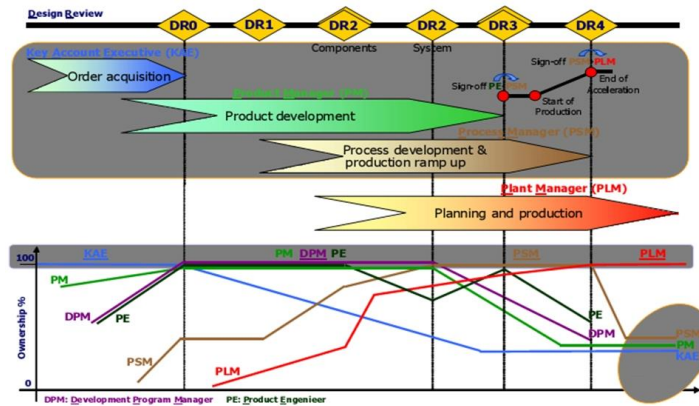 Design Review
DR0 DR1 DR2 DR2 DR3 DR4
Components System
Key Account Executive (KAE)
Order acquisition
Sign-off PSM PLM
Sign-off PE PSM
End of
Accelleration
Start of
Production
Product Manager (PM)
Product development
Process Manager (PSM)
Process development &
production ramp up
Plant Manager (PLM)
Planning and production
100
KAE PM DPM PE PSM PLM
PM
DPM
PE
PSM
PLM
PE
DPM
PSM
PM
KAE
Ownership %
0
DPM: Development Program Manager PE: Product Engenieer